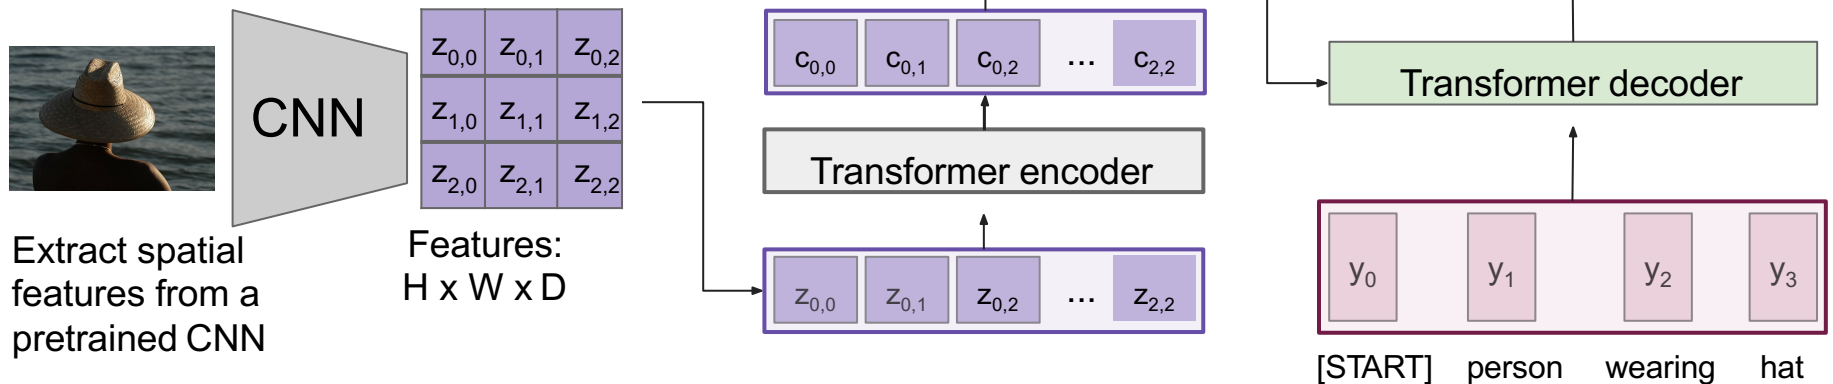 CNN
z0,0 z0,1 z0,2
z1,0 z1,1 z1,2
z2,0 z2,1 z2,2
Extract spatial
features from a
pretrained CNN
Features:
H x W x D
c0,0 c0,1 c0,2 ... c2,2
Transformer encoder
z0,0 z0,1 z0,2 ... z2,2
Transformer decoder
y0 y1 y2 y3
[START] person wearing hat